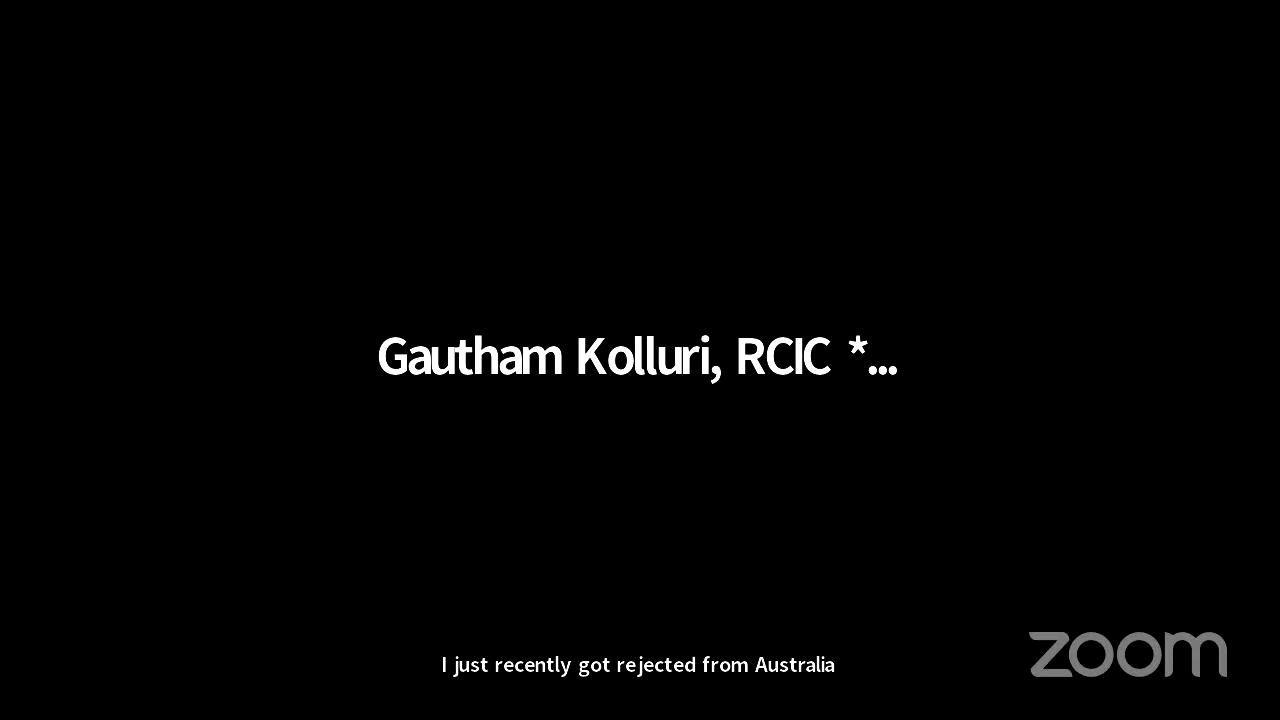 Gautham Kolluri, RCIC *...
I just recently got rejected from Australia
zoom